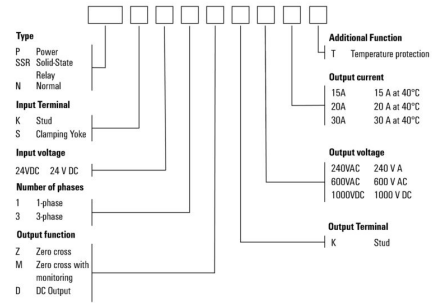 Type
P Power
SSR Solid-State
Relay
N Normal
Input Terminal
K Stud
S Clamping Yoke
Input voltage
24VDC 24 V DC
Number of phases
1 1-phase
3 3-phase
Output function
Z Zero cross
M Zero cross with
monitoring
D DC Output
Additional Function
T Temperature protection
Output current
15A 15 A at 40°C
20A 20 A at 40°C
30A 30 A at 40°C
Output voltage
240VAC 240 V A
600VAC 600 V AC
1000VDC 1000 V DC
Output Terminal
K Stud